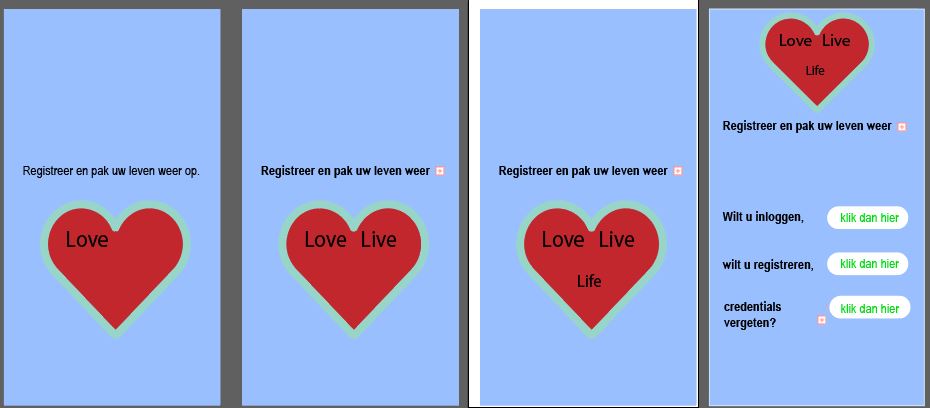 Registreer en pak uw leven weer op.
Love
Registreer en pak uw leven weer
Love Live
Registreer en pak uw leven weer
Love Live
Life
Love Live
Life
Registreer en pak uw leven weer
Wilt u inloggen, klik dan hier
wilt u registreren, klik dan hier
credentials klik dan hier
vergeten?